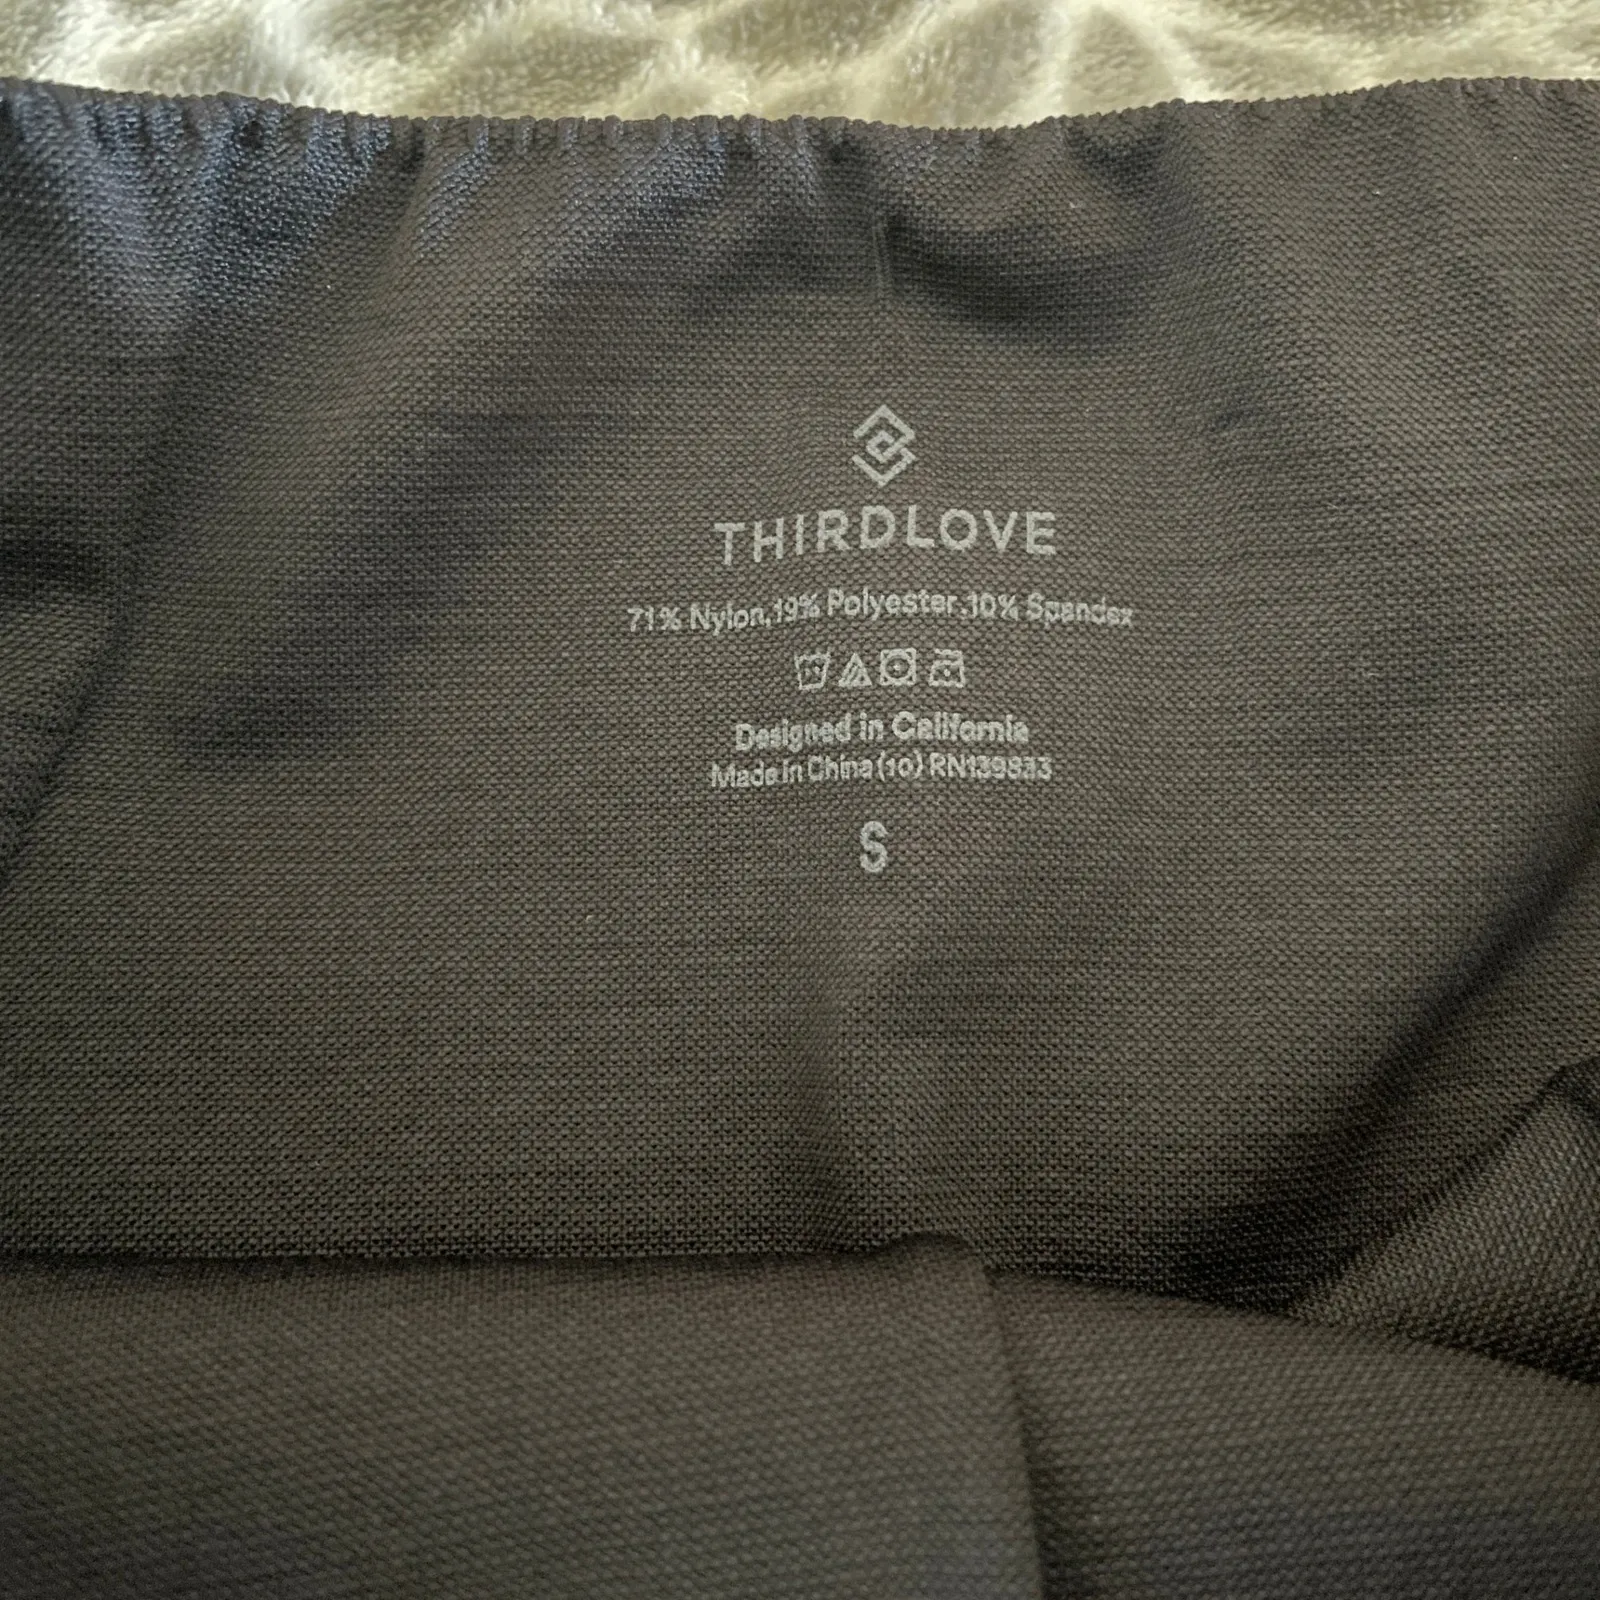 THIRDLOVE
71% Nylon,19% Polyester,10% Spandex
Designed in California
Made in China (10) RN139833
S